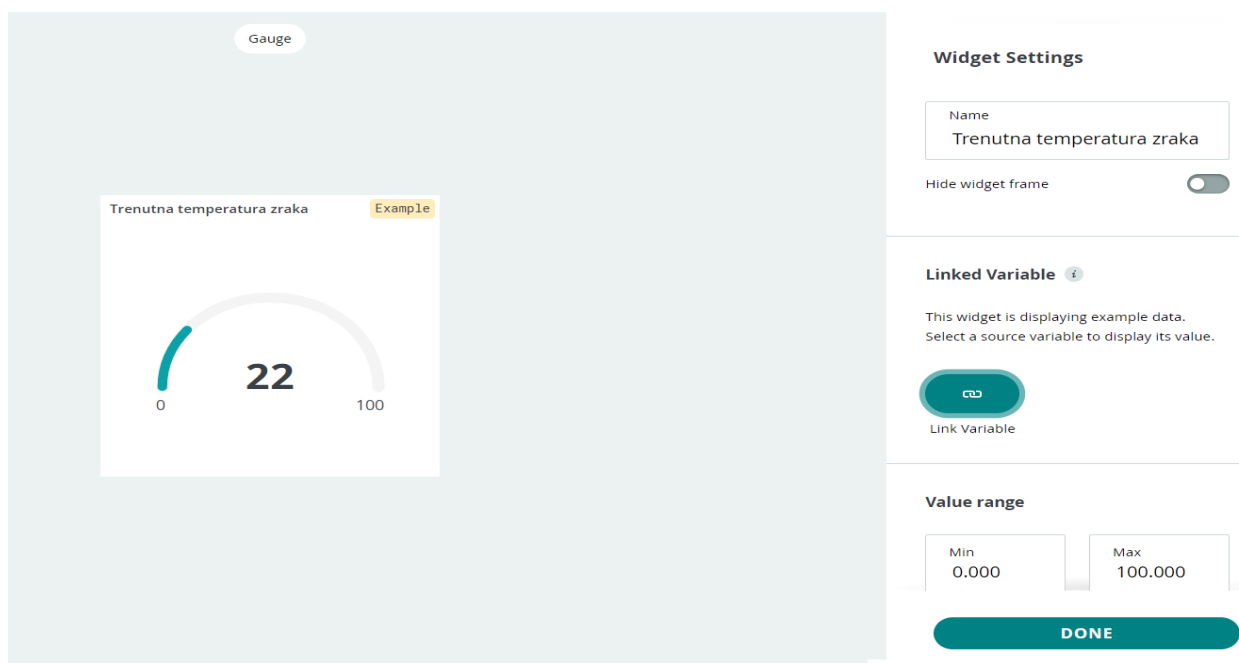 Gauge
Trenutna temperatura zraka
Example
22
0
100
Widget Settings
Name
Trenutna temperatura zraka
Hide widget frame
Linked Variable i
This widget is displaying example data.
Select a source variable to display its value.
Link Variable
Value range
Min
0.000
Max
100.000
DONE